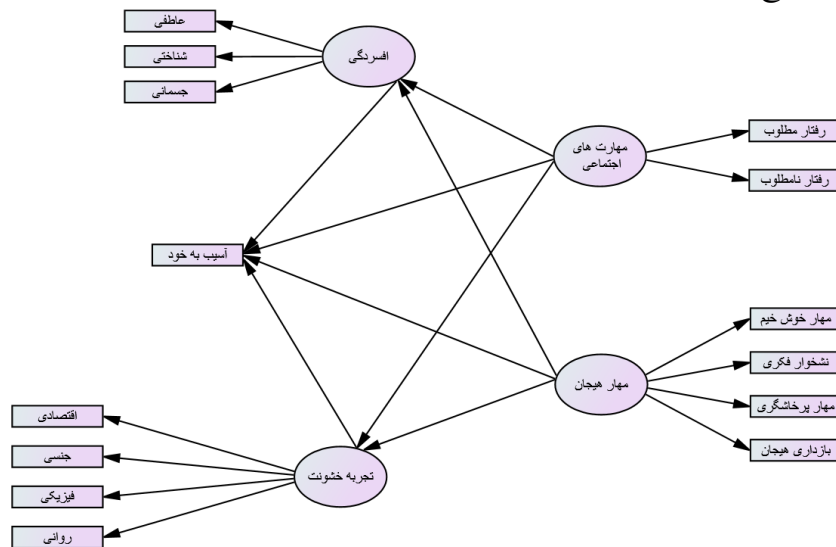 عاطفی
شناختی
جسمانی
افسردگی
مهارت های
اجتماعی
رفتار مطلوب
رفتار نامطلوب
آسیب به خود
مهار هیجان
مهار خوش خیم
نشخوار فکری
مهار پرخاشگری
بازداری هیجان
تجربه خشونت
اقتصادی
جنسی
فیزیکی
روانی